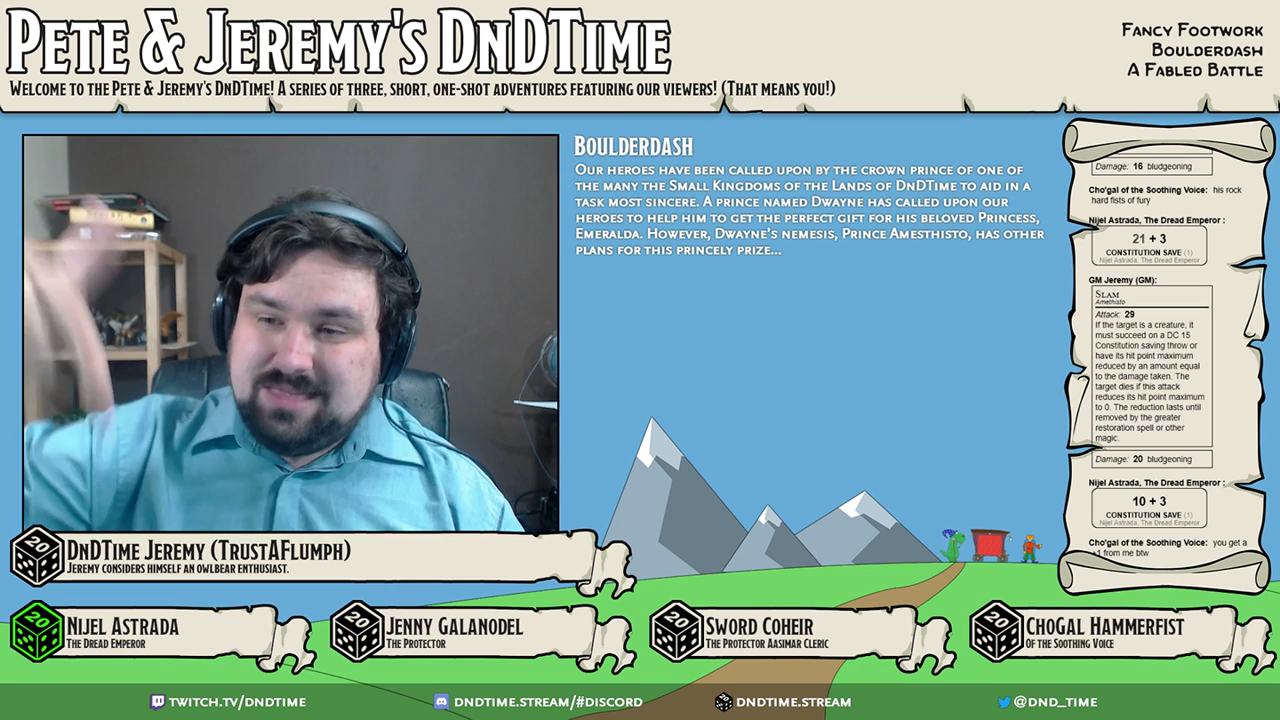 Pete & Jeremy's DnDTime
Welcome to the Pete & Jeremy's DnDTime! A series of three, short, one-shot adventures featuring our viewers! (That means you!)
Fancy Footwork
Boulderdash
A Fabled Battle
Boulderdash
Our heroes have been called upon by the crown prince of one of
the many the Small Kingdoms of the Lands of DnDTime to aid in a
task most sincere. A prince named Dwayne has called upon our
heroes to help him to get the perfect gift for his beloved Princess,
Emeralda. However, Dwayne's nemesis, Prince Amesthisto, has other
plans for this princely prize...
Damage: 16 bludgeoning
Cho'gal of the Soothing Voice: his rock
hard fists of fury
Nijel Astrada, The Dread Emperor :
21 + 3
CONSTITUTION SAVE (1)
Nijel Astrada, The Dread Emperor
GM Jeremy (GM):
Slam
Amethisto
Attack: 29
If the target is a creature, it
must succeed on a DC 15
Constitution saving throw or
have its hit point maximum
reduced by an amount equal
to the damage taken. The
target dies if this attack
reduces its hit point maximum
to 0. The reduction lasts until
removed by the greater
restoration spell or other
magic.
Damage: 20 bludgeoning
Nijel Astrada, The Dread Emperor :
10 + 3
CONSTITUTION SAVE (1)
Nijel Astrada, The Dread Emperor
Cho'gal of the Soothing Voice: you get a
+1 from me btw
20
DnDTime Jeremy (TrustAFlumph)
Jeremy considers himself an owlbear enthusiast.
20
Nijel Astrada
The Dread Emperor
20
Jenny Galanodel
The Protector
20
Sword Coheir
The Protector Aasimar Cleric
20
Chogal Hammerfist
Of the Soothing Voice
twitch.tv/dndtime
dndtime.stream/#discord
dndtime.stream
@dnd_time